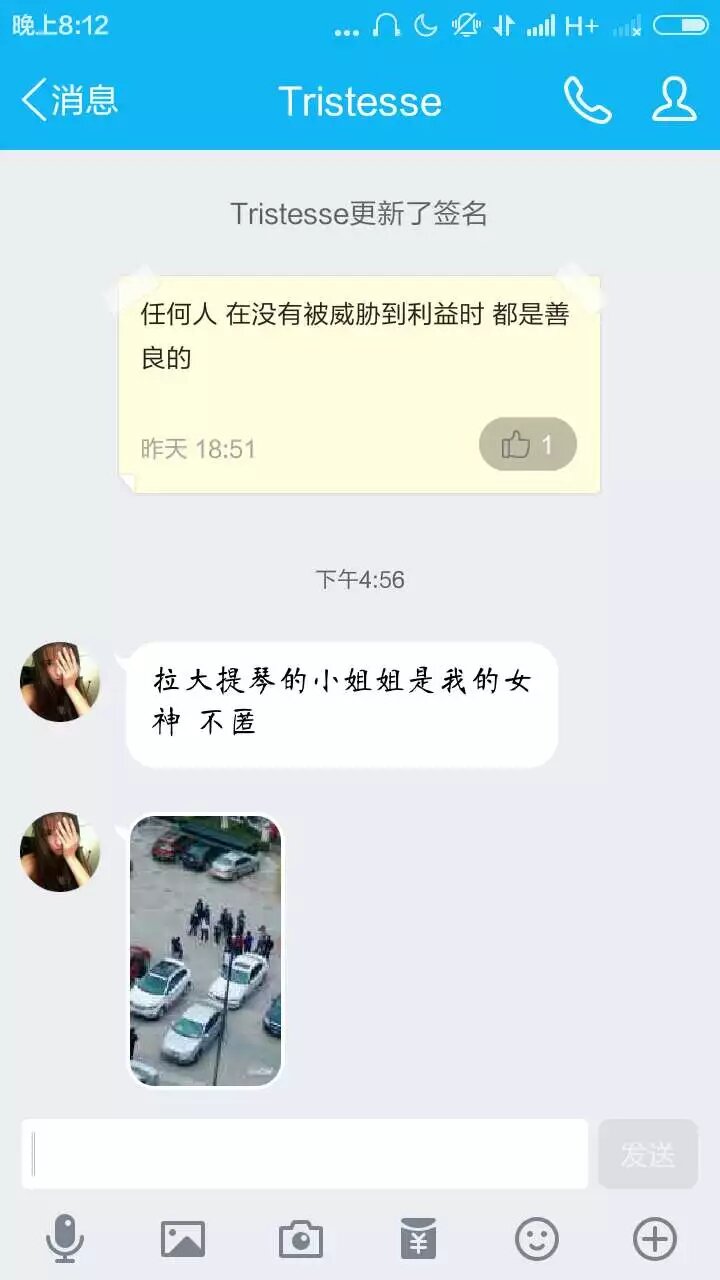 晚上8:12
H+
消息
Tristesse
Tristesse更新了签名
任何人 在没有被威胁到利益时 都是善
良的
昨天 18:51
1
下午4:56
拉大提琴的小姐姐是我的女
神 不匿
发送